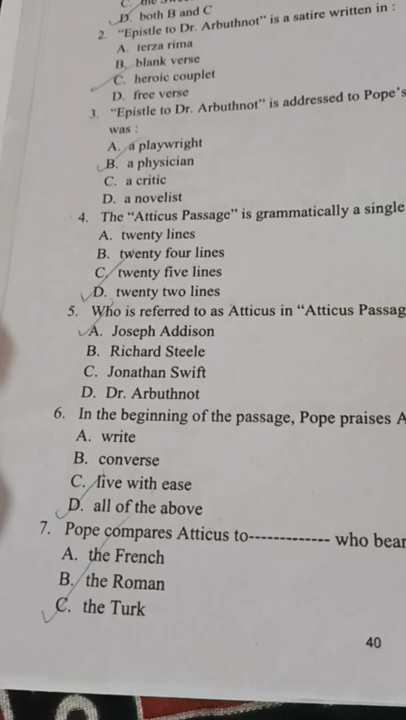 C. the
D. both B and C
2. "Epistle to Dr. Arbuthnot" is a satire written in :
A. terza rima
B. blank verse
C. heroic couplet
D. free verse
3. "Epistle to Dr. Arbuthnot" is addressed to Pope's
was :
A. a playwright
B. a physician
C. a critic
D. a novelist
4. The "Atticus Passage" is grammatically a single
A. twenty lines
B. twenty four lines
C. twenty five lines
D. twenty two lines
5. Who is referred to as Atticus in "Atticus Passag
A. Joseph Addison
B. Richard Steele
C. Jonathan Swift
D. Dr. Arbuthnot
6. In the beginning of the passage, Pope praises A
A. write
B. converse
C. live with ease
D. all of the above
7. Pope compares Atticus to------------- who bear
A. the French
B. the Roman
C. the Turk
40